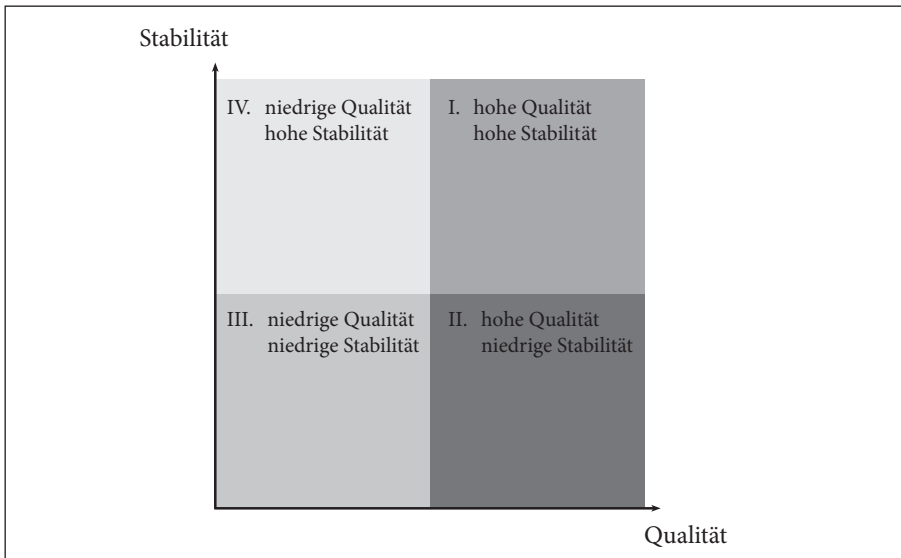 Stabilität
IV. niedrige Qualität
hohe Stabilität
I. hohe Qualität
hohe Stabilität
III. niedrige Qualität
niedrige Stabilität
II. hohe Qualität
niedrige Stabilität
Qualität